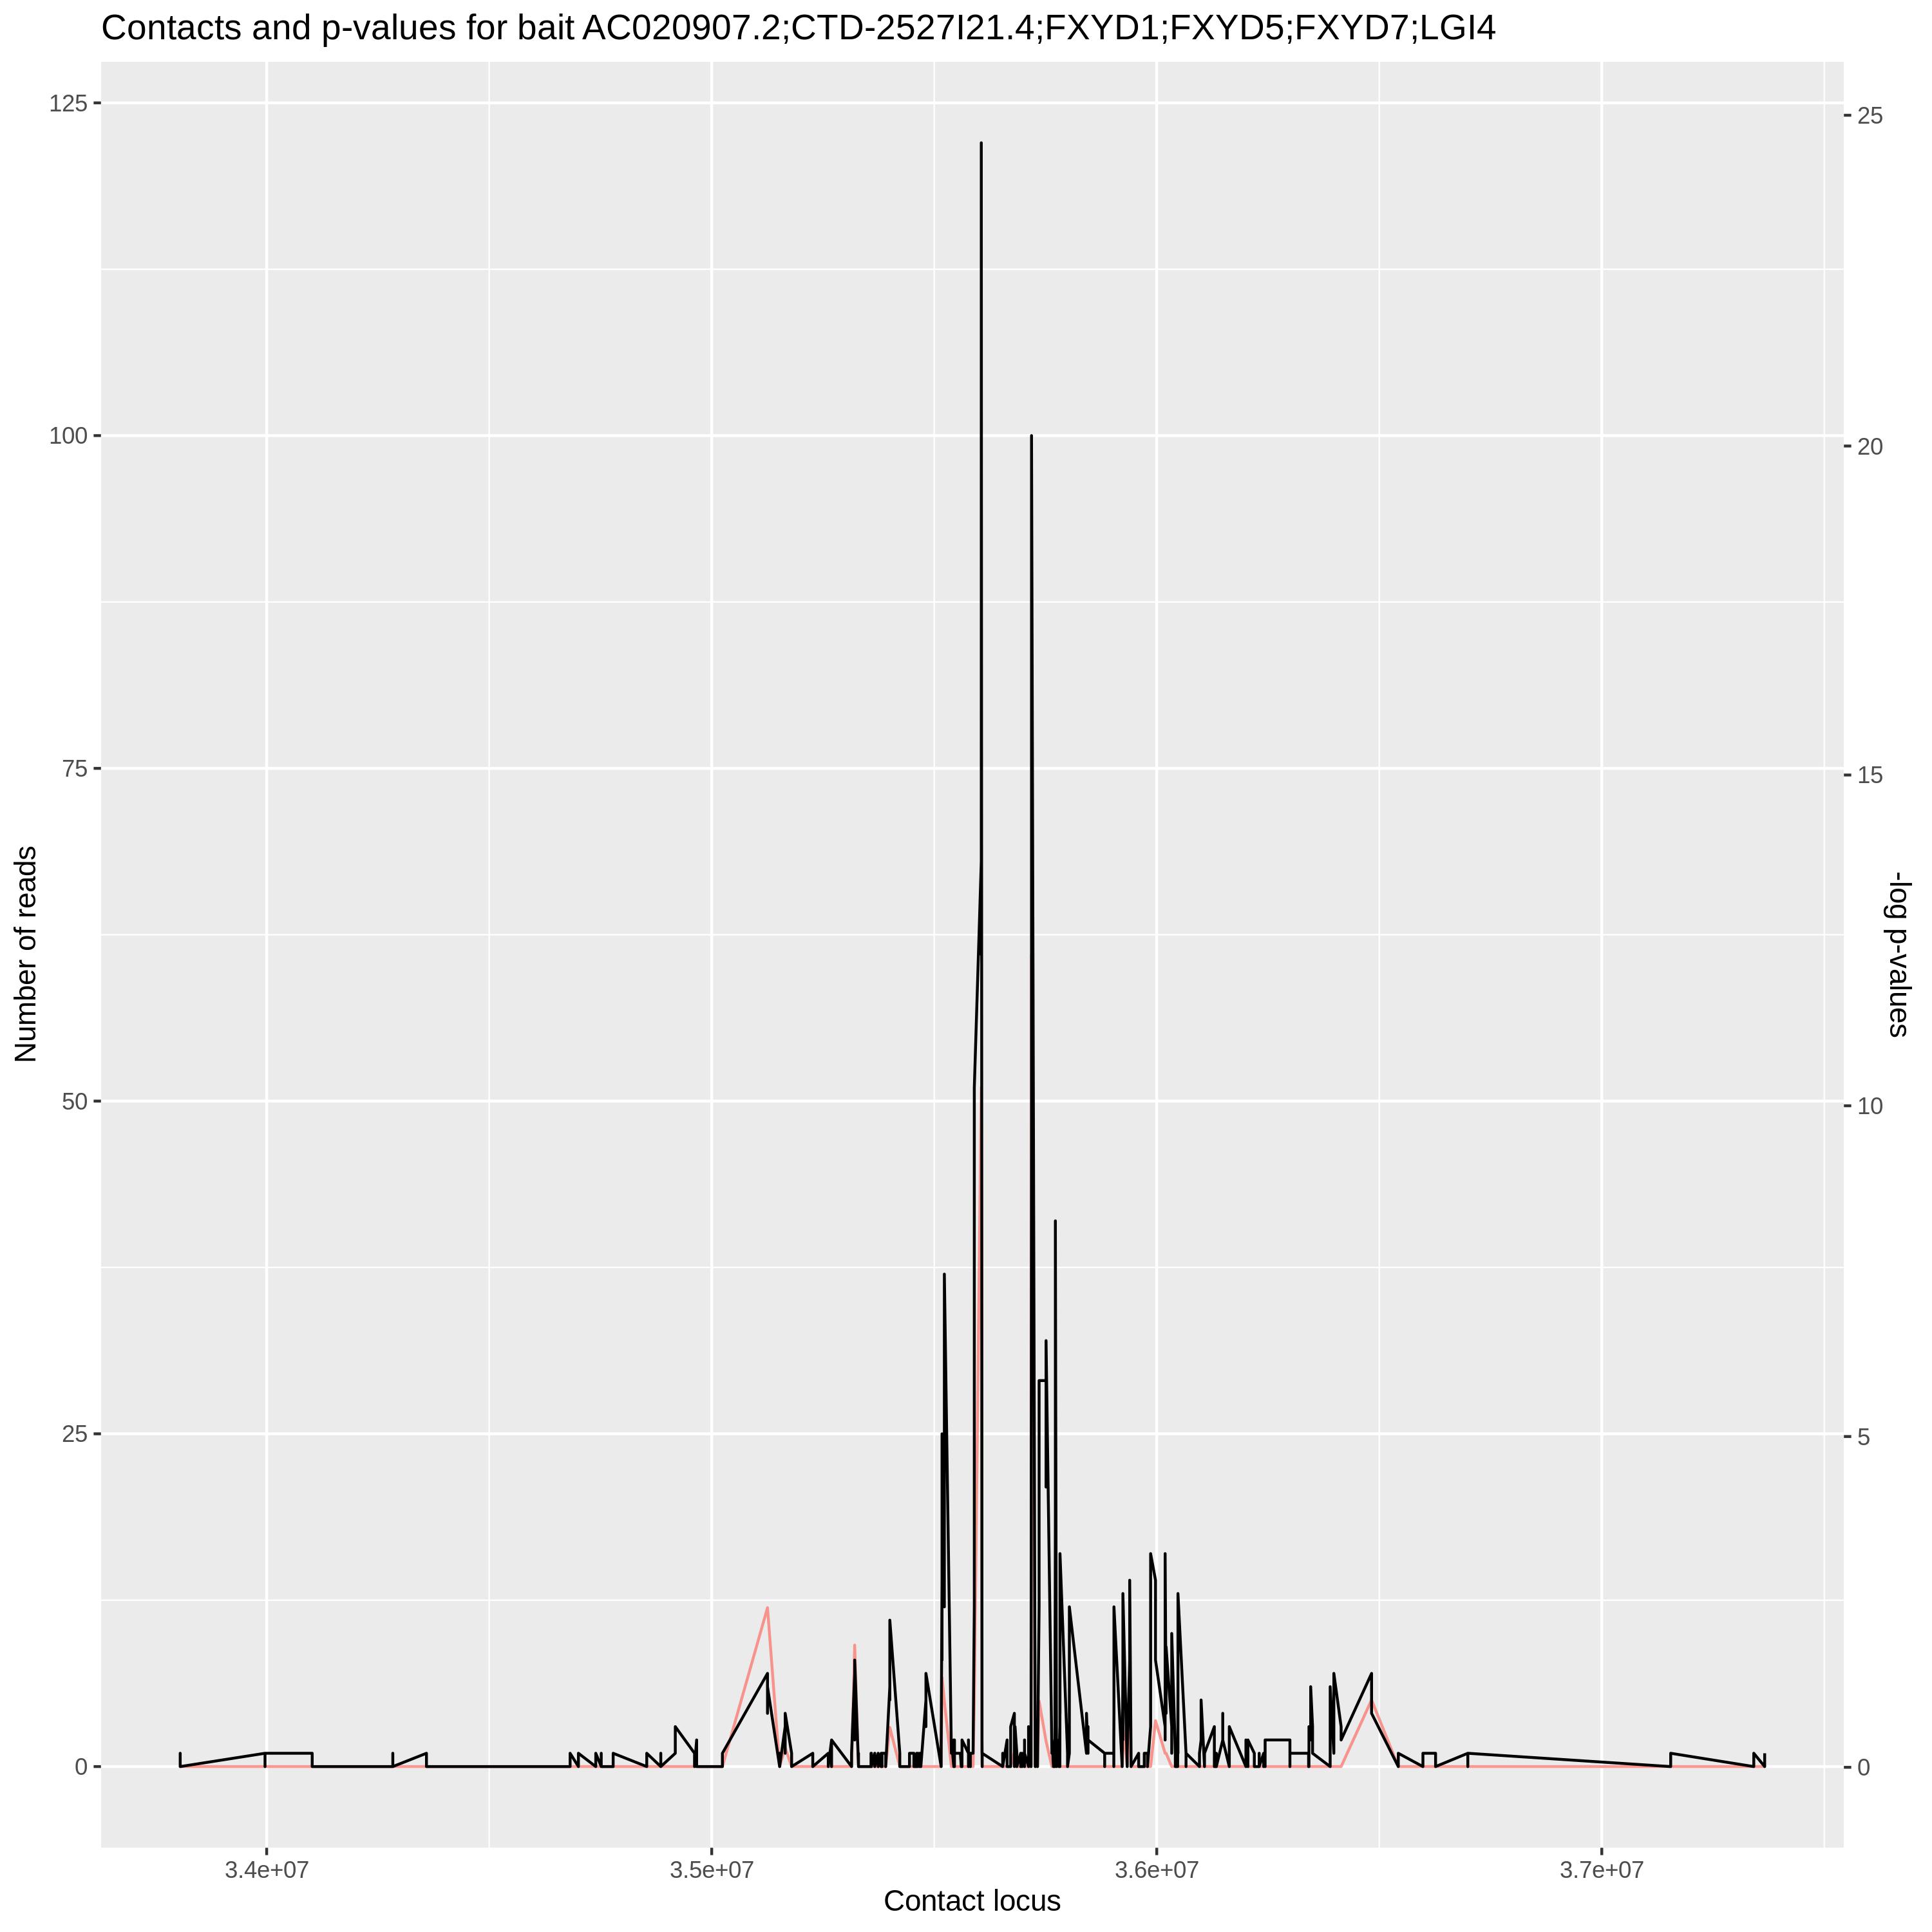 Contacts and p-values for bait AC020907.2;CTD-2527I21.4;FXYD1;FXYD5;FXYD7;LGI4
125
100
75
50
25
0
Number of reads
25
20
15
10
5
0
-log p-values
3.4e+07
3.5e+07
3.6e+07
3.7e+07
Contact locus